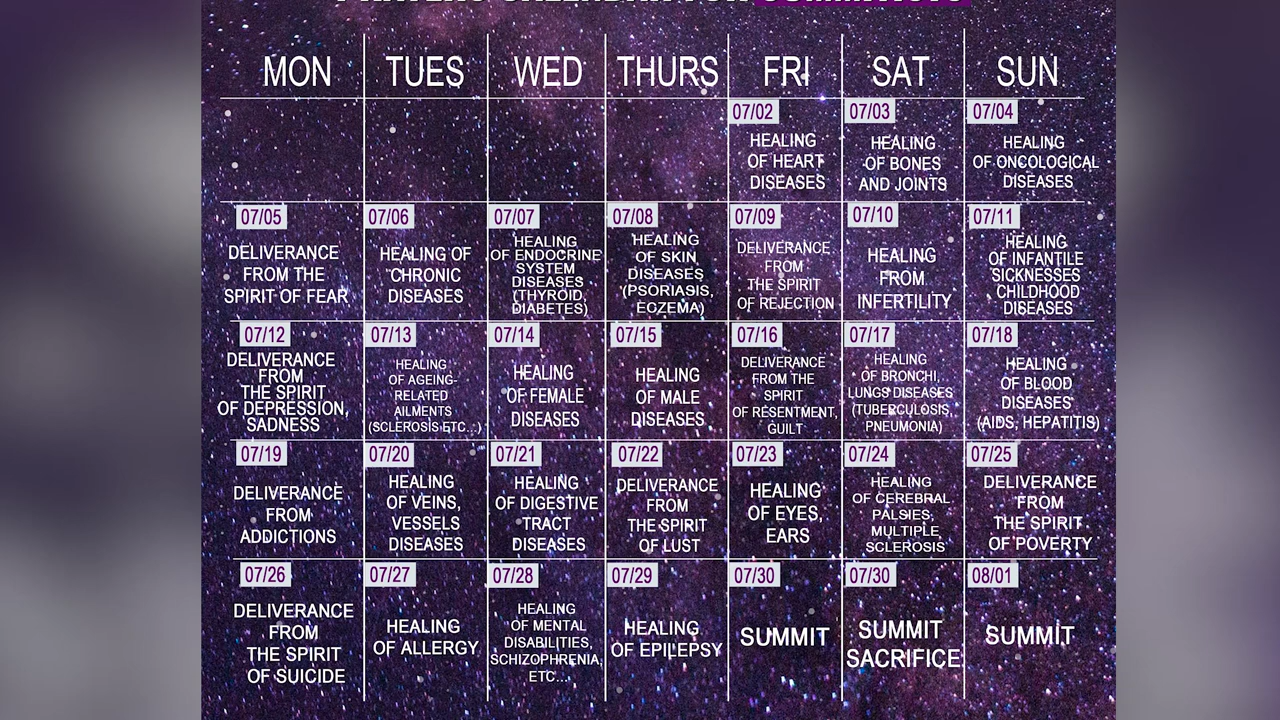 MON TUES WED THURS FRI SAT SUN
07/02
HEALING
OF HEART
DISEASES
07/03
HEALING
OF BONES
AND JOINTS
07/04
HEALING
OF ONCOLOGICAL
DISEASES
07/05
DELIVERANCE
FROM THE
SPIRIT OF FEAR
07/06
HEALING OF
CHRONIC
DISEASES
07/07
HEALING
OF ENDOCRINE
SYSTEM
DISEASES
(THYROID,
DIABETES)
07/08
HEALING
OF SKIN
DISEASES
(PSORIASIS,
ECZEMA)
07/09
DELIVERANCE
FROM
THE SPIRIT
OF REJECTION
07/10
HEALING
FROM
INFERTILITY
07/11
HEALING
OF INFANTILE
SICKNESSES
CHILDHOOD
DISEASES
07/12
DELIVERANCE
FROM
THE SPIRIT
OF DEPRESSION,
SADNESS
07/13
HEALING
OF AGEING-
RELATED
AILMENTS
(SCLEROSIS ETC...)
07/14
HEALING
OF FEMALE
DISEASES
07/15
HEALING
OF MALE
DISEASES
07/16
DELIVERANCE
FROM THE
SPIRIT
OF RESENTMENT,
GUILT
07/17
HEALING
OF BRONCHI,
LUNGS DISEASES
(TUBERCULOSIS,
PNEUMONIA)
07/18
HEALING
OF BLOOD
DISEASES
(AIDS, HEPATITIS)
07/19
DELIVERANCE
FROM
ADDICTIONS
07/20
HEALING
OF VEINS,
VESSELS
DISEASES
07/21
HEALING
OF DIGESTIVE
TRACT
DISEASES
07/22
DELIVERANCE
FROM
THE SPIRIT
OF LUST
07/23
HEALING
OF EYES,
EARS
07/24
HEALING
OF CEREBRAL
PALSIES,
MULTIPLE
SCLEROSIS
07/25
DELIVERANCE
FROM
THE SPIRIT
OF POVERTY
07/26
DELIVERANCE
FROM
THE SPIRIT
OF SUICIDE
07/27
HEALING
OF ALLERGY
07/28
HEALING
OF MENTAL
DISABILITIES,
SCHIZOPHRENIA,
ETC...
07/29
HEALING
OF EPILEPSY
07/30
SUMMIT
07/30
SUMMIT
SACRIFICE
08/01
SUMMIT